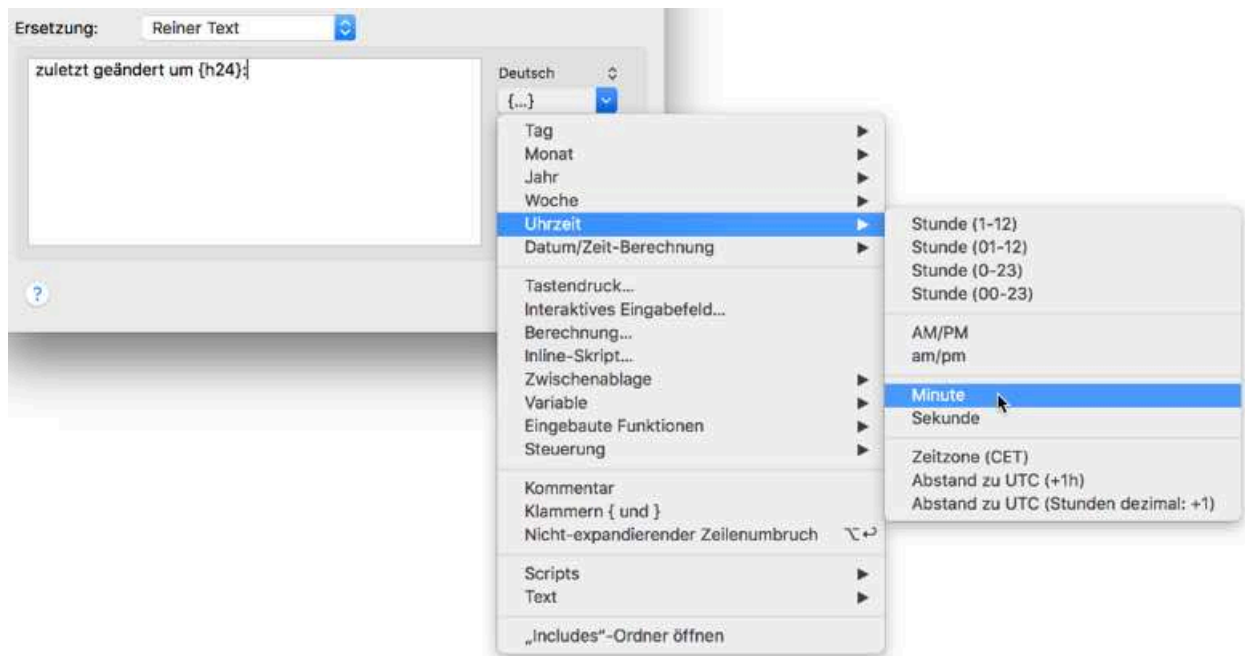 Ersetzung: Reiner Text
zuletzt geändert um {h24}:
Deutsch
{...}
Tag
Monat
Jahr
Woche
Uhrzeit
Datum/Zeit-Berechnung
Tastendruck...
Interaktives Eingabefeld...
Berechnung...
Inline-Skript...
Zwischenablage
Variable
Eingebaute Funktionen
Steuerung
Kommentar
Klammern { und }
Nicht-expandierender Zeilenumbruch ⌥↩
Scripts
Text
„Includes“-Ordner öffnen
Stunde (1-12)
Stunde (01-12)
Stunde (0-23)
Stunde (00-23)
AM/PM
am/pm
Minute
Sekunde
Zeitzone (CET)
Abstand zu UTC (+1h)
Abstand zu UTC (Stunden dezimal: +1)
?